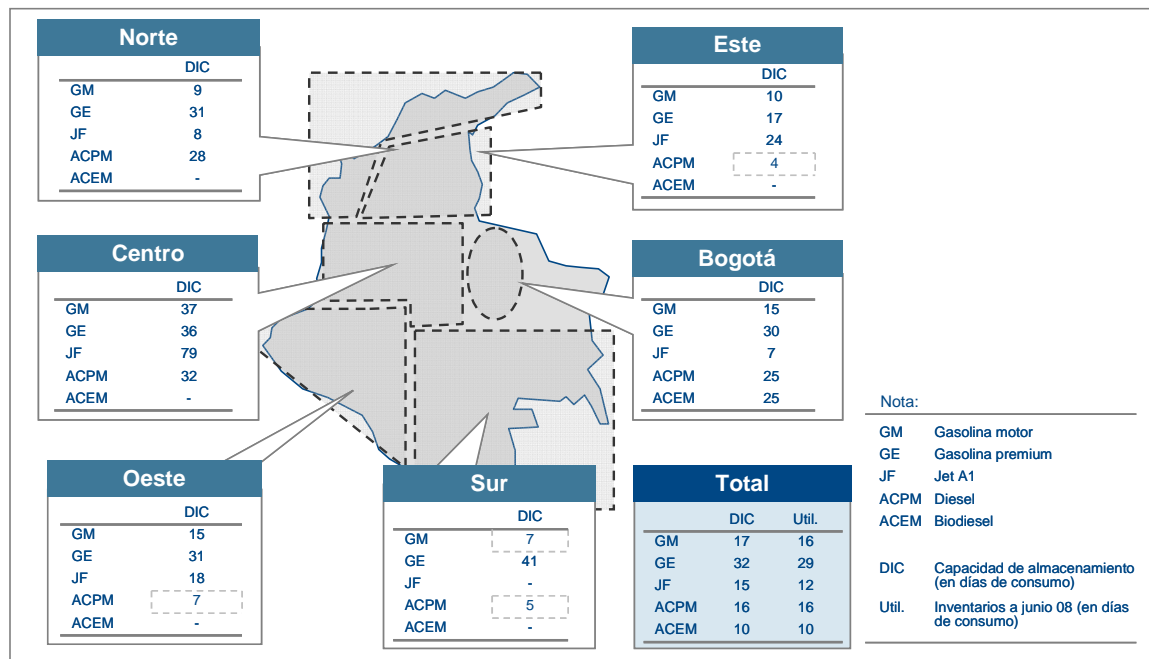 Norte
DIC
GM 9
GE 31
JF 8
ACPM 28
ACEM -
Este
DIC
GM 10
GE 17
JF 24
ACPM 4
ACEM -
Centro
DIC
GM 37
GE 36
JF 79
ACPM 32
ACEM -
Bogotá
DIC
GM 15
GE 30
JF 7
ACPM 25
ACEM 25
Oeste
DIC
GM 15
GE 31
JF 18
ACPM 7
ACEM -
Sur
DIC
GM 7
GE 41
JF -
ACPM 5
ACEM -
Total
DIC Util.
GM 17 16
GE 32 29
JF 15 12
ACPM 16 16
ACEM 10 10
Nota:
GM Gasolina motor
GE Gasolina premium
JF Jet A1
ACPM Diesel
ACEM Biodiesel
DIC Capacidad de almacenamiento
(en días de consumo)
Util. Inventarios a junio 08 (en días
de consumo)